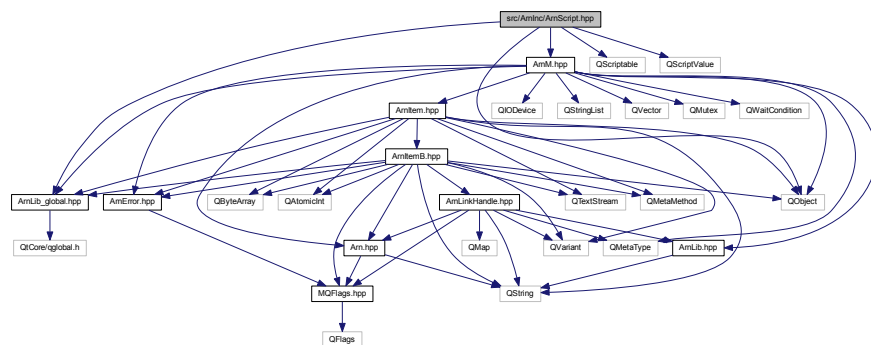 src/ArnInc/ArnScript.hpp
ArnM.hpp
QScriptable
QScriptValue
ArnItem.hpp
QIODevice
QStringList
QVector
QMutex
QWaitCondition
ArnItemB.hpp
ArnLib_global.hpp
ArnError.hpp
QByteArray
QAtomicInt
ArnLinkHandle.hpp
QTextStream
QMetaMethod
QObject
QtCore/qglobal.h
Arn.hpp
QMap
QVariant
QMetaType
ArnLib.hpp
MQFlags.hpp
QString
QFlags